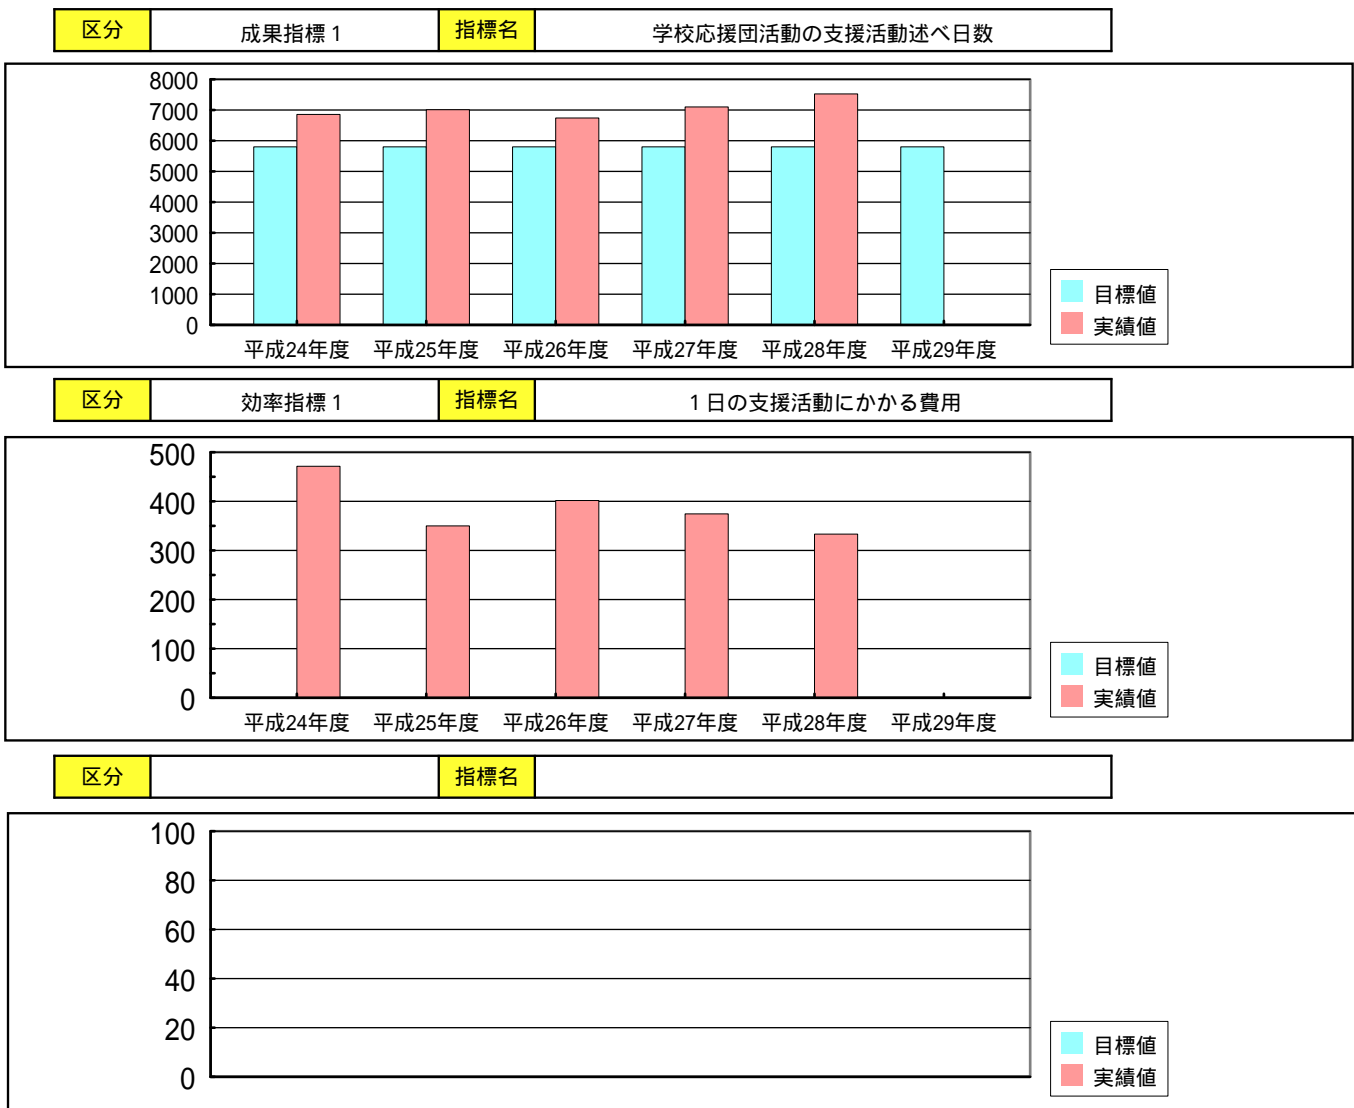 区分 成果指標1 指標名 学校応援団活動の支援活動述べ日数
8000
7000
6000
5000
4000
3000
2000
1000
0
平成24年度 平成25年度 平成26年度 平成27年度 平成28年度 平成29年度
目標値
実績値
区分 効率指標1 指標名 1日の支援活動にかかる費用
500
400
300
200
100
0
平成24年度 平成25年度 平成26年度 平成27年度 平成28年度 平成29年度
目標値
実績値
区分 指標名
100
80
60
40
20
0
目標値
実績値